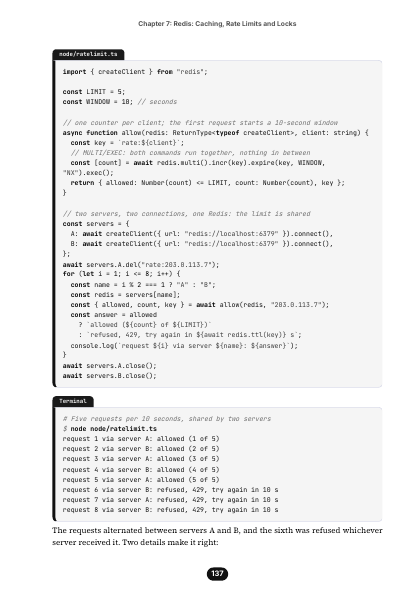 Chapter 7: Redis: Caching, Rate Limits and Locks
node/ratelimit.ts
import { createClient } from "redis";
const LIMIT = 5;
const WINDOW = 10; // seconds
// one counter per client; the first request starts a 10-second window
async function allow(redis: ReturnType<typeof createClient>, client: string) {
  const key = `rate:${client}`;
  // MULTI/EXEC: both commands run together, nothing in between
  const [count] = await redis.multi().incr(key).expire(key, WINDOW,
"NX").exec();
  return { allowed: Number(count) <= LIMIT, count: Number(count), key };
}
// two servers, two connections, one Redis: the limit is shared
const servers = {
  A: await createClient({ url: "redis://localhost:6379" }).connect(),
  B: await createClient({ url: "redis://localhost:6379" }).connect(),
};
await servers.A.del("rate:203.0.113.7");
for (let i = 1; i <= 8; i++) {
  const name = i % 2 === 1 ? "A" : "B";
  const redis = servers[name];
  const { allowed, count, key } = await allow(redis, "203.0.113.7");
  const answer = allowed
    ? `allowed (${count} of ${LIMIT})`
    : `refused, 429, try again in ${await redis.ttl(key)} s`;
  console.log(`request ${i} via server ${name}: ${answer}`);
}
await servers.A.close();
await servers.B.close();
Terminal
# Five requests per 10 seconds, shared by two servers
$ node node/ratelimit.ts
request 1 via server A: allowed (1 of 5)
request 2 via server B: allowed (2 of 5)
request 3 via server A: allowed (3 of 5)
request 4 via server B: allowed (4 of 5)
request 5 via server A: allowed (5 of 5)
request 6 via server B: refused, 429, try again in 10 s
request 7 via server A: refused, 429, try again in 10 s
request 8 via server B: refused, 429, try again in 10 s
The requests alternated between servers A and B, and the sixth was refused whichever
server received it. Two details make it right:
137